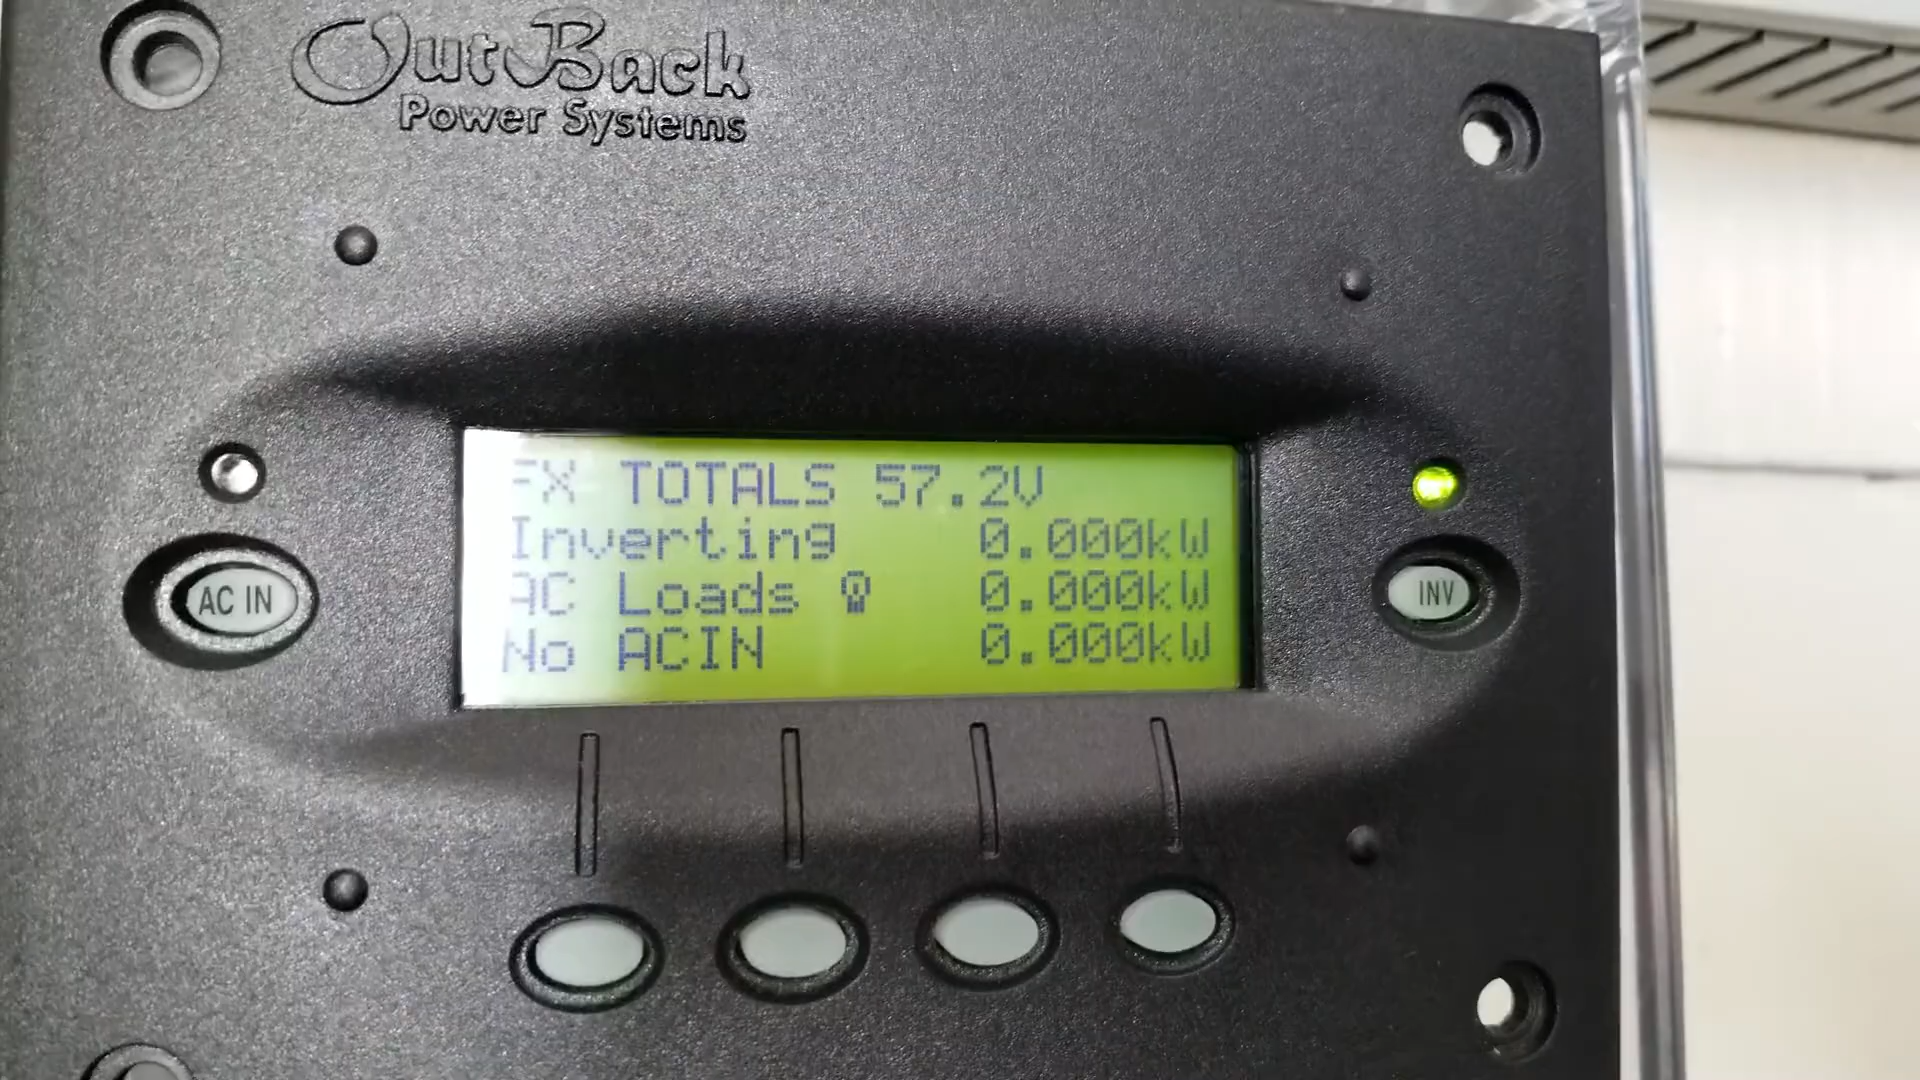 OutBack
Power Systems
FX TOTALS 57.2V
Inverting 0.000kW
AC Loads 0.000kW
No ACIN 0.000kW
AC IN
INV